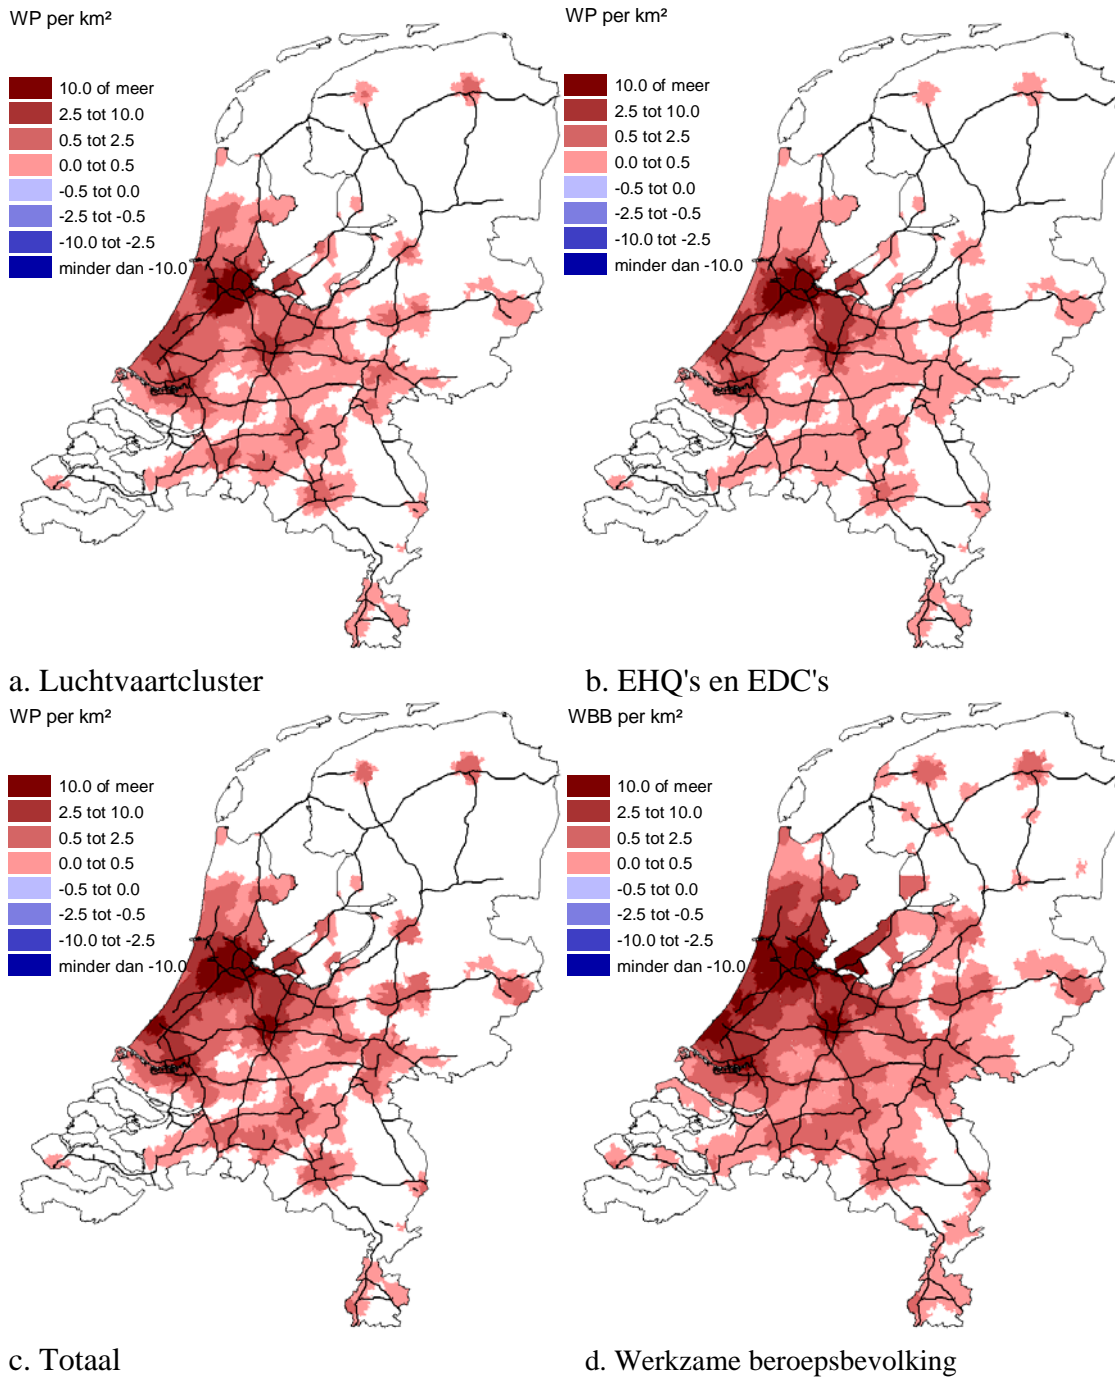 WP per km²
10.0 of meer
2.5 tot 10.0
0.5 tot 2.5
0.0 tot 0.5
-0.5 tot 0.0
-2.5 tot -0.5
-10.0 tot -2.5
minder dan -10.0
a. Luchtvaartcluster
WP per km²
10.0 of meer
2.5 tot 10.0
0.5 tot 2.5
0.0 tot 0.5
-0.5 tot 0.0
-2.5 tot -0.5
-10.0 tot -2.5
minder dan -10.0
b. EHQ's en EDC's
WP per km²
10.0 of meer
2.5 tot 10.0
0.5 tot 2.5
0.0 tot 0.5
-0.5 tot 0.0
-2.5 tot -0.5
-10.0 tot -2.5
minder dan -10.0
c. Totaal
WBB per km²
10.0 of meer
2.5 tot 10.0
0.5 tot 2.5
0.0 tot 0.5
-0.5 tot 0.0
-2.5 tot -0.5
-10.0 tot -2.5
minder dan -10.0
d. Werkzame beroepsbevolking